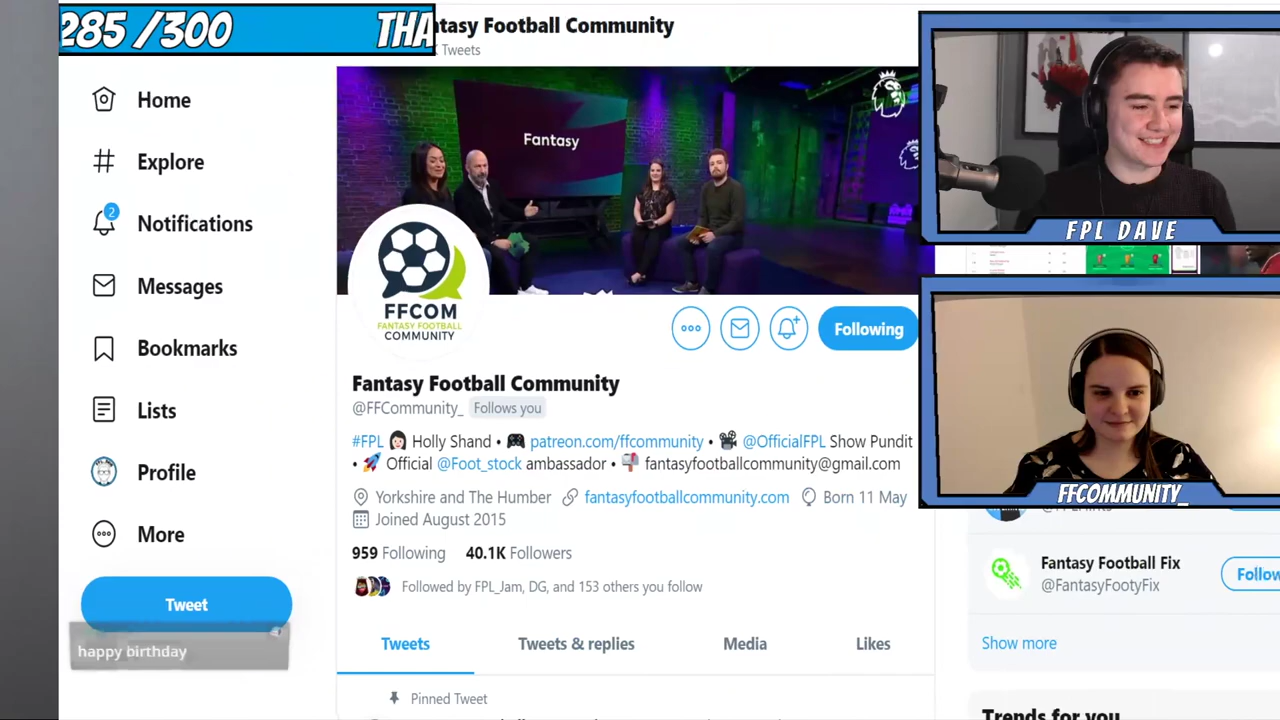 285 /300
THA
ntasy Football Community
Tweets
Home
Explore
2
Notifications
Messages
Bookmarks
Lists
Profile
More
Tweet
happy birthday
Fantasy
FFCOM
FANTASY FOOTBALL
COMMUNITY
Following
Fantasy Football Community
@FFCommunity_ Follows you
#FPL Holly Shand • patreon.com/ffcommunity • @OfficialFPL Show Pundit
• Official @Foot_stock ambassador • fantasyfootballcommunity@gmail.com
Yorkshire and The Humber fantasyfootballcommunity.com Born 11 May
Joined August 2015
959 Following 40.1K Followers
Followed by FPL_Jam, DG, and 153 others you follow
Tweets Tweets & replies Media Likes
Pinned Tweet
FPL DAVE
FFCOMMUNITY_
Fantasy Football Fix
@FantasyFootyFix
Follow
Show more
Trends for you